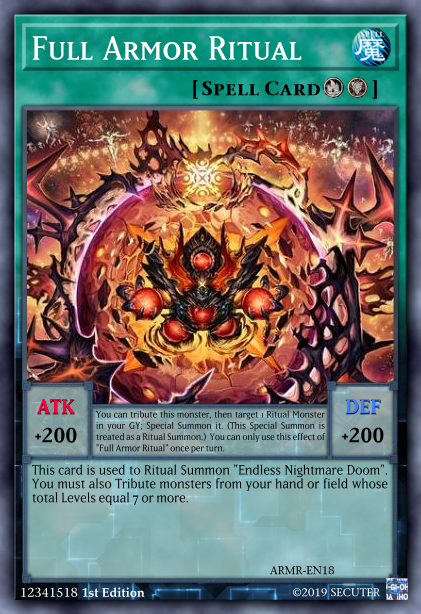 FULL ARMOR RITUAL
魔
[SPELL CARD]
ATK
+200
You can tribute this monster, then target 1 Ritual Monster
in your GY; Special Summon it. (This Special Summon is
treated as a Ritual Summon.) You can only use this effect of
"Full Armor Ritual" once per turn.
DEF
+200
This card is used to Ritual Summon "Endless Nightmare Doom".
You must also Tribute monsters from your hand or field whose
total Levels equal 7 or more.
ARMR-EN18
12341518 1st Edition
©2019 SECUTER